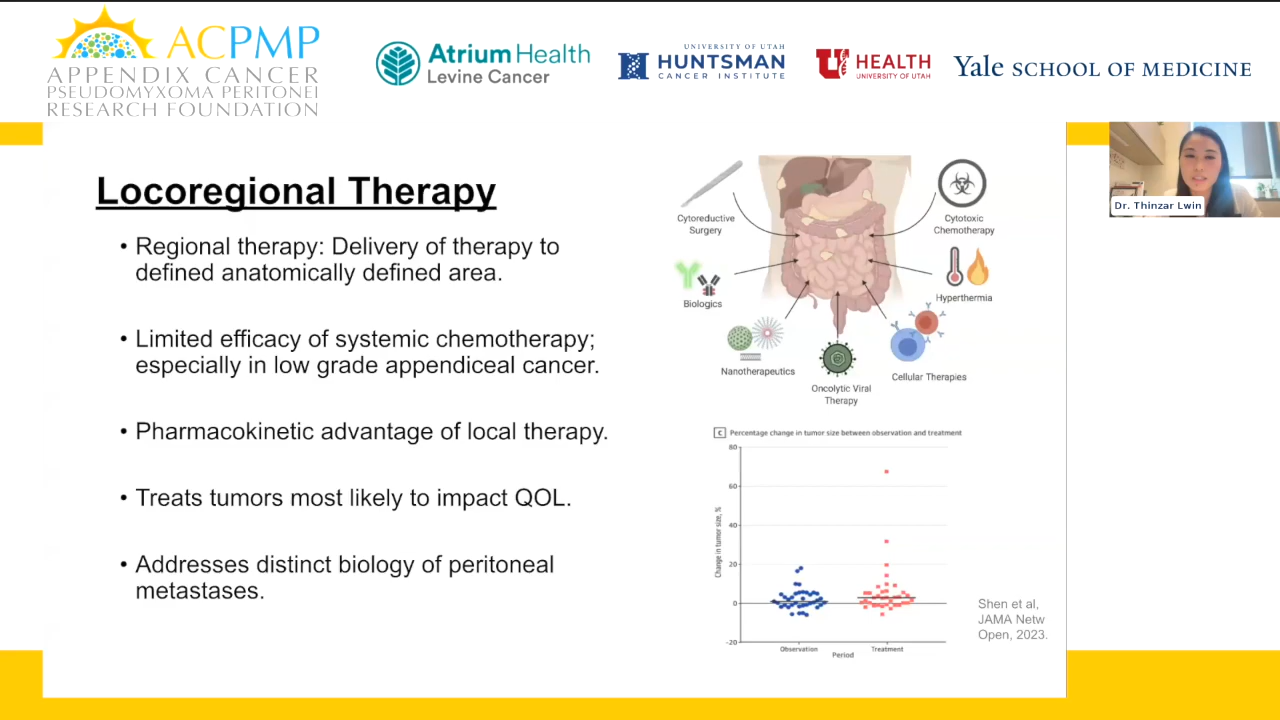 ACPMP
APPENDIX CANCER
PSEUDOMYXOMA PERITONEI
RESEARCH FOUNDATION
Atrium Health
Levine Cancer
UNIVERSITY OF UTAH
HUNTSMAN
CANCER INSTITUTE
U
HEALTH
UNIVERSITY OF UTAH
Yale SCHOOL OF MEDICINE
Dr. Thinzar Lwin
Locoregional Therapy
• Regional therapy: Delivery of therapy to
defined anatomically defined area.
• Limited efficacy of systemic chemotherapy;
especially in low grade appendiceal cancer.
• Pharmacokinetic advantage of local therapy.
• Treats tumors most likely to impact QOL.
• Addresses distinct biology of peritoneal
metastases.
Cytoreductive
Surgery
Cytotoxic
Chemotherapy
Biologics
Hyperthermia
Nanotherapeutics
Oncolytic Viral
Therapy
Cellular Therapies
C Percentage change in tumor size between observation and treatment
Change in tumor size, %
80
60
40
20
0
-20
Observation
Treatment
Period
Shen et al,
JAMA Netw
Open, 2023.